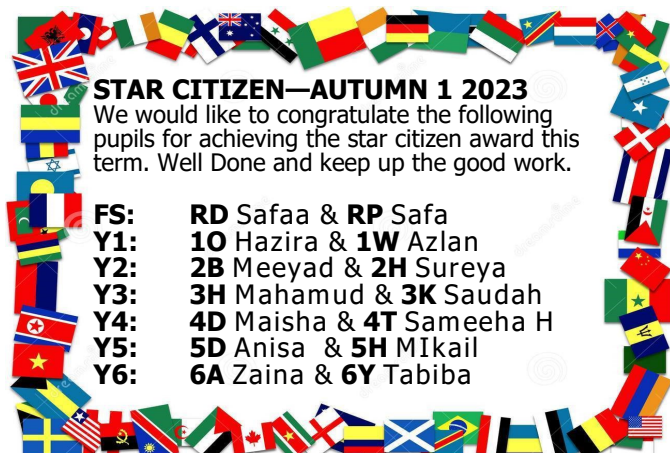 STAR CITIZEN—AUTUMN 1 2023
We would like to congratulate the following
pupils for achieving the star citizen award this
term. Well Done and keep up the good work.
FS: RD Safaa & RP Safa
Y1: 1O Hazira & 1W Azlan
Y2: 2B Meeyad & 2H Sureya
Y3: 3H Mahamud & 3K Saudah
Y4: 4D Maisha & 4T Sameeha H
Y5: 5D Anisa & 5H MIkail
Y6: 6A Zaina & 6Y Tabiba